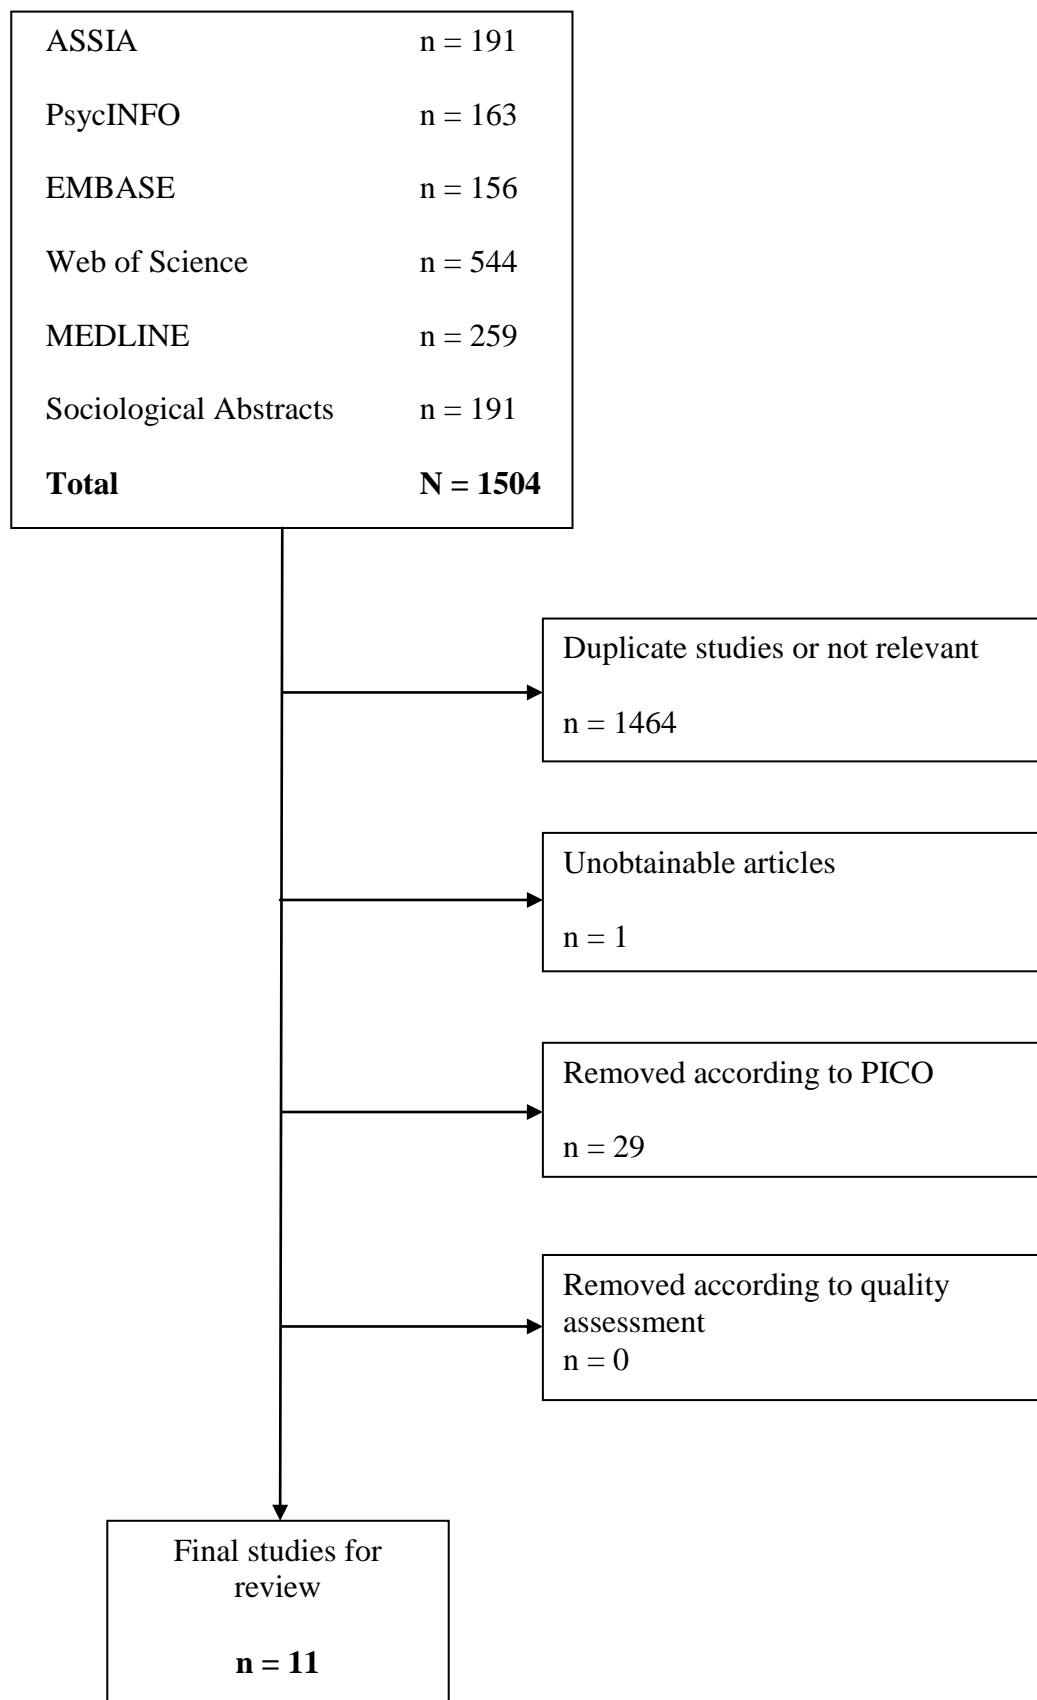 ASSIA n = 191
PsycINFO n = 163
EMBASE n = 156
Web of Science n = 544
MEDLINE n = 259
Sociological Abstracts n = 191
Total N = 1504
Duplicate studies or not relevant
n = 1464
Unobtainable articles
n = 1
Removed according to PICO
n = 29
Removed according to quality
assessment
n = 0
Final studies for
review
n = 11